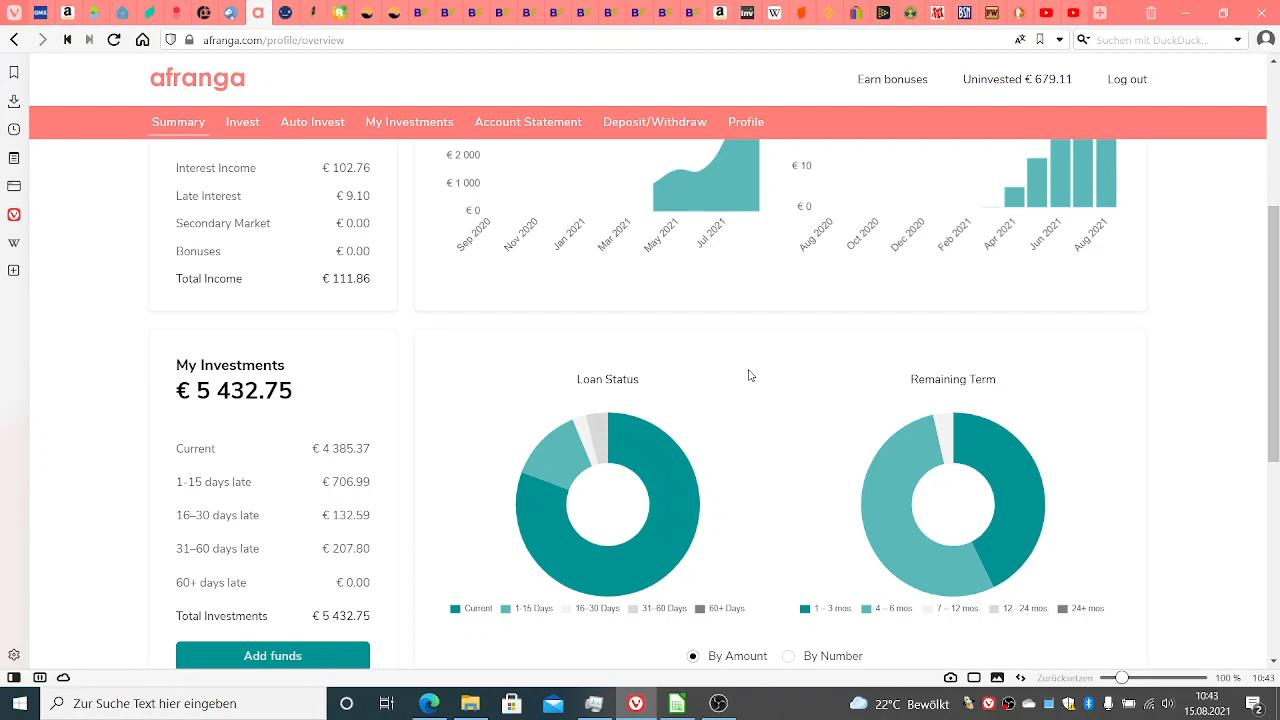 afranga.com/profile/overview
Suchen mit DuckDuck...
afranga
Earn bonuses
Uninvested € 679.11
Log out
Summary
Invest
Auto Invest
My Investments
Account Statement
Deposit/Withdraw
Profile
Interest Income € 102.76
Late Interest € 9.10
Secondary Market € 0.00
Bonuses € 0.00
Total Income € 111.86
€ 2 000
€ 1 000
€ 0
Sep 2020
Nov 2020
Jan 2021
Mar 2021
May 2021
Jul 2021
€ 10
€ 0
Aug 2020
Oct 2020
Dec 2020
Feb 2021
Apr 2021
Jun 2021
Aug 2021
My Investments
€ 5 432.75
Current € 4 385.37
1-15 days late € 706.99
16–30 days late € 132.59
31–60 days late € 207.80
60+ days late € 0.00
Total Investments € 5 432.75
Add funds
Loan Status
Current 1-15 Days 16–30 Days 31–60 Days 60+ Days
Remaining Term
1 – 3 mos. 4 – 6 mos. 7 – 12 mos. 12 - 24 mos. 24+ mos.
By Amount By Number
Zurücksetzen 100 % 10:43
Zur Suche Text hier eingeben
22°C Bewölkt
10:43
15.08.2021